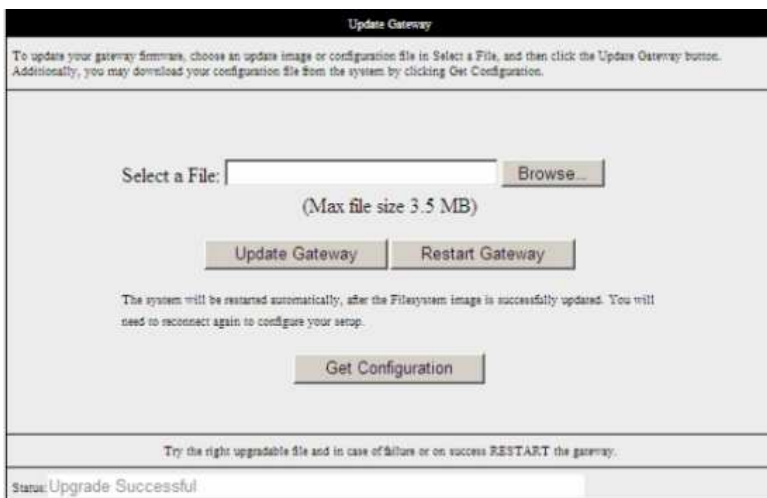 Update Gateway
To update your gateway firmware, choose an update image or configuration file in Select a File, and then click the Update Gateway button.
Additionally, you may download your configuration file from the system by clicking Get Configuration.
Select a File:
Browse...
(Max file size 3.5 MB)
Update Gateway
Restart Gateway
The system will be restarted automatically, after the Filesystem image is successfully updated. You will
need to reconnect again to configure your setup.
Get Configuration
Try the right upgradable file and in case of failure or on success RESTART the gateway.
Status: Upgrade Successful